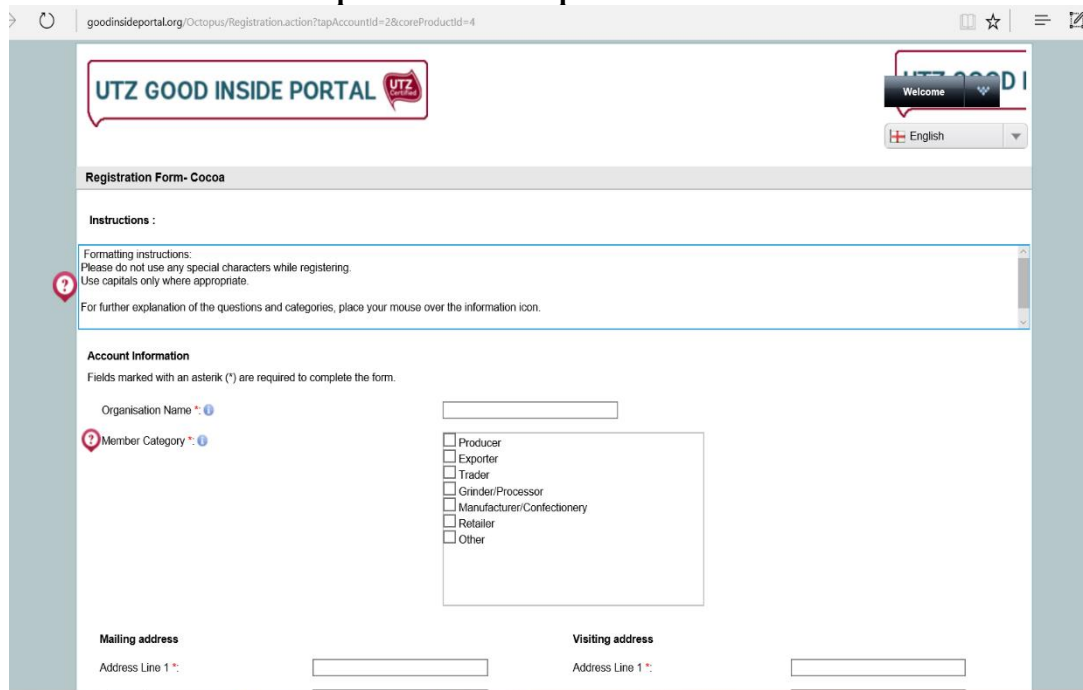 goodinsideportal.org/Octopus/Registration.action?tapAccountId=2&coreProductId=4
UTZ GOOD INSIDE PORTAL UTZ Certified
Welcome
D I
English
Registration Form- Cocoa
Instructions :
Formatting instructions:
Please do not use any special characters while registering.
Use capitals only where appropriate.
For further explanation of the questions and categories, place your mouse over the information icon.
Account Information
Fields marked with an asterik (*) are required to complete the form.
Organisation Name *:
Member Category *:
Producer
Exporter
Trader
Grinder/Processor
Manufacturer/Confectionery
Retailer
Other
Mailing address
Visiting address
Address Line 1 *:
Address Line 1 *: